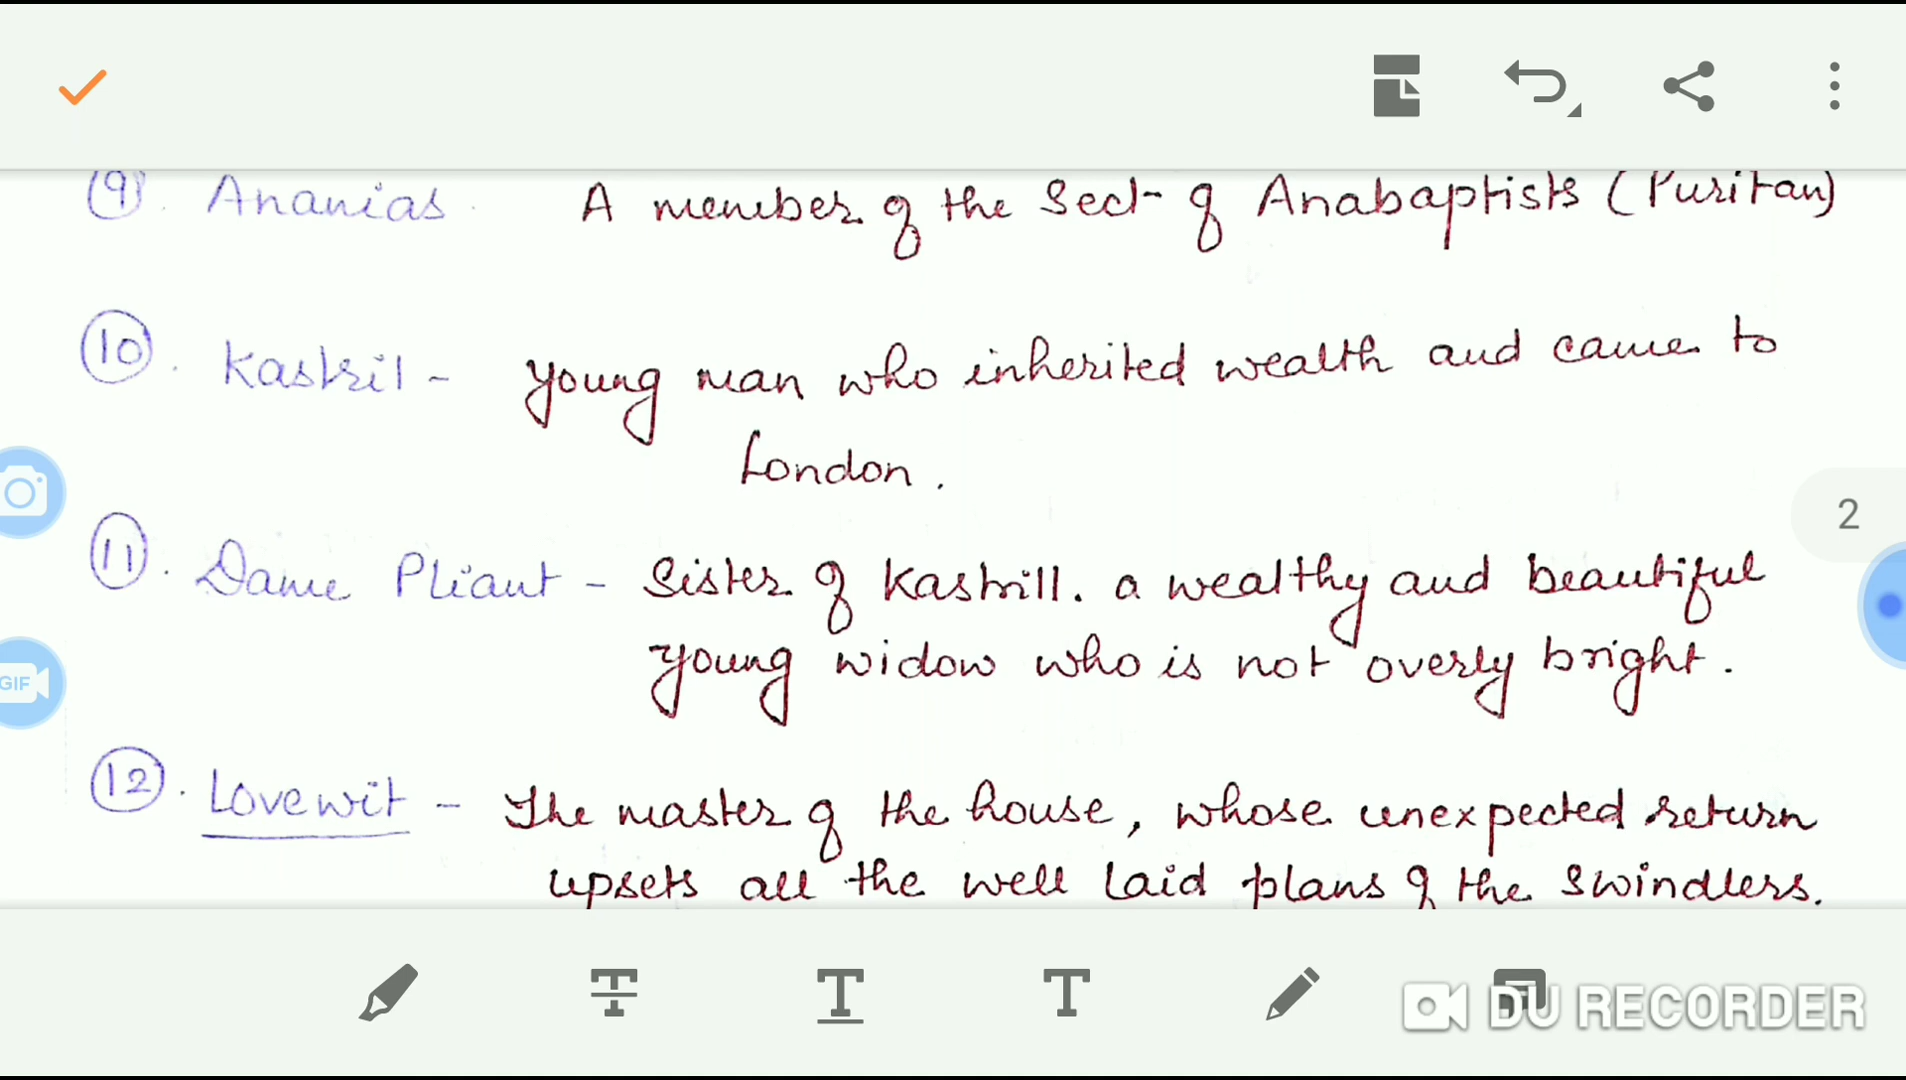 9. Ananias A member of the Sect of Anabaptists (Puritan)
10. Kastril - young man who inherited wealth and came to
London.
2
11. Dame Pliant - Sister of Kastrill. a wealthy and beautiful
young widow who is not overly bright.
GIF
12. Lovewit - The master of the house, whose unexpected return
upsets all the well laid plans of the swindlers.
DU RECORDER